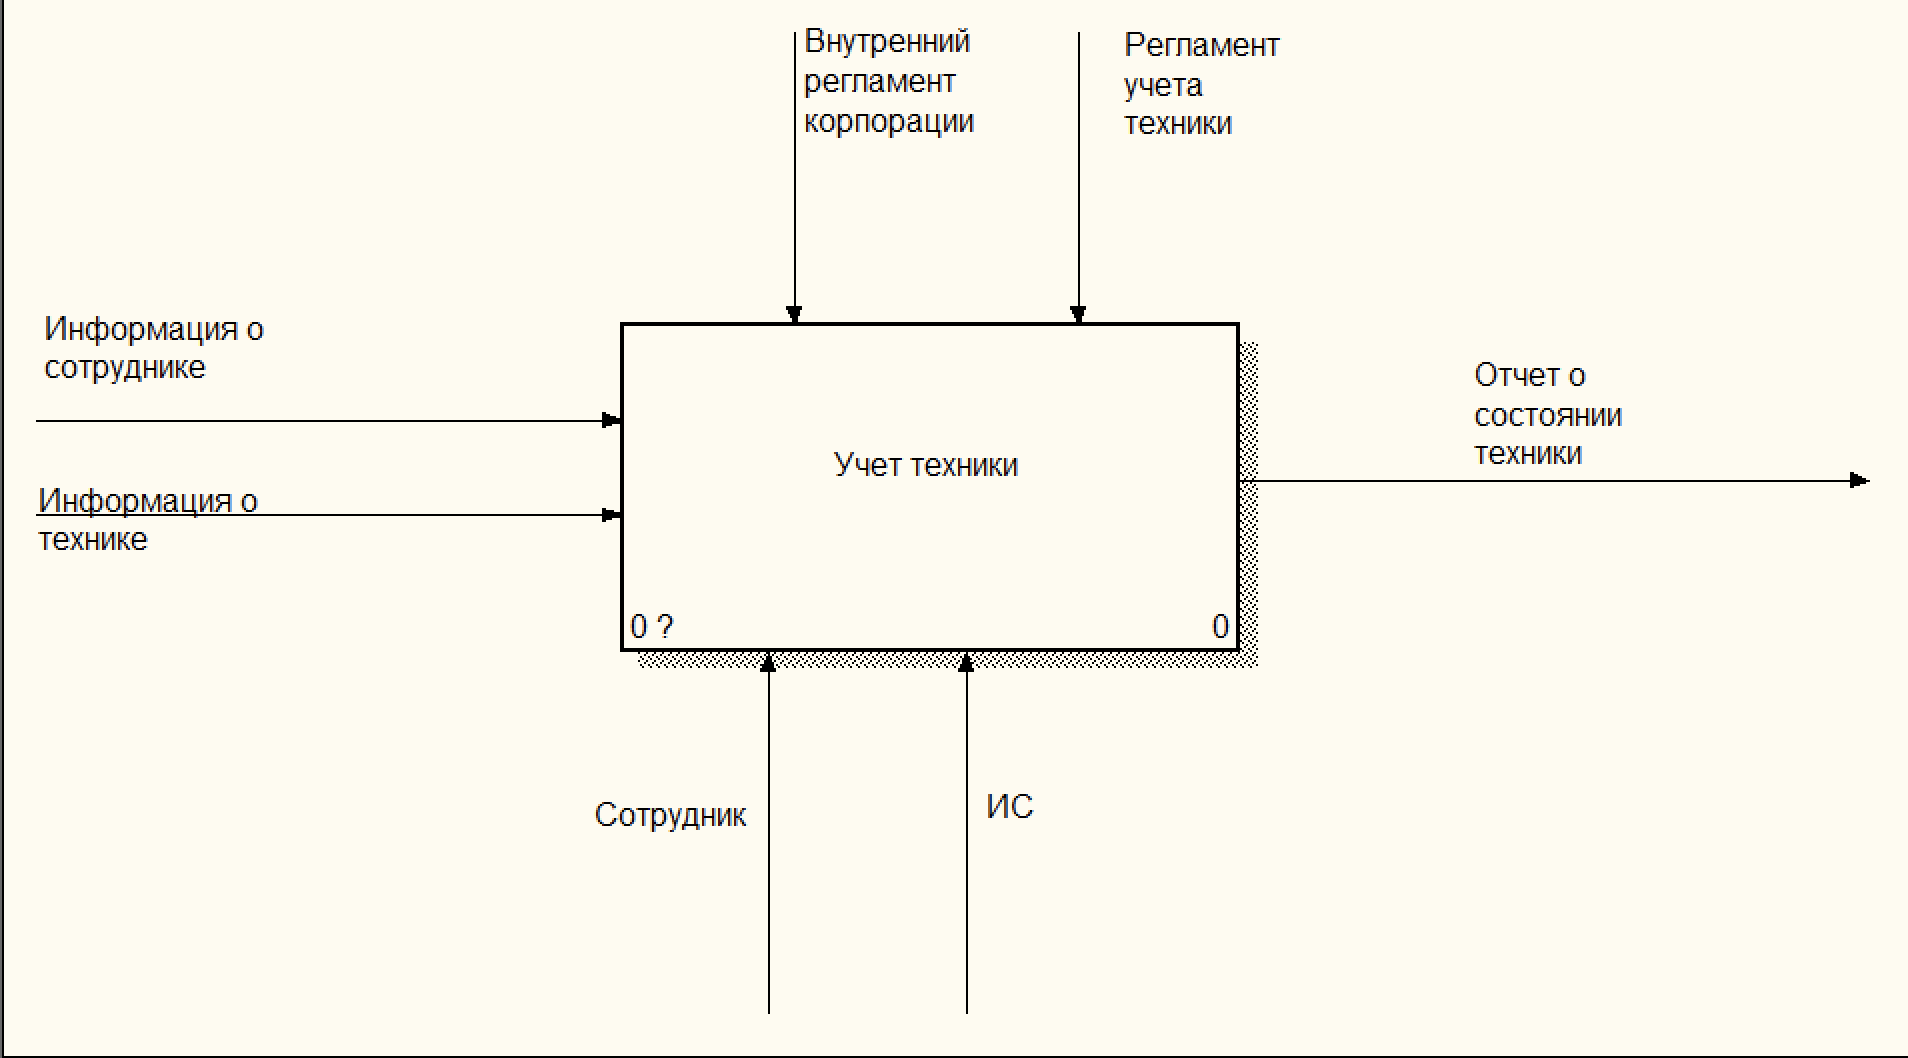 Внутренний
регламент
корпорации
Регламент
учета
техники
Информация о
сотруднике
Информация о
технике
Учет техники
0 ?
0
Отчет о
состоянии
техники
Сотрудник
ИС